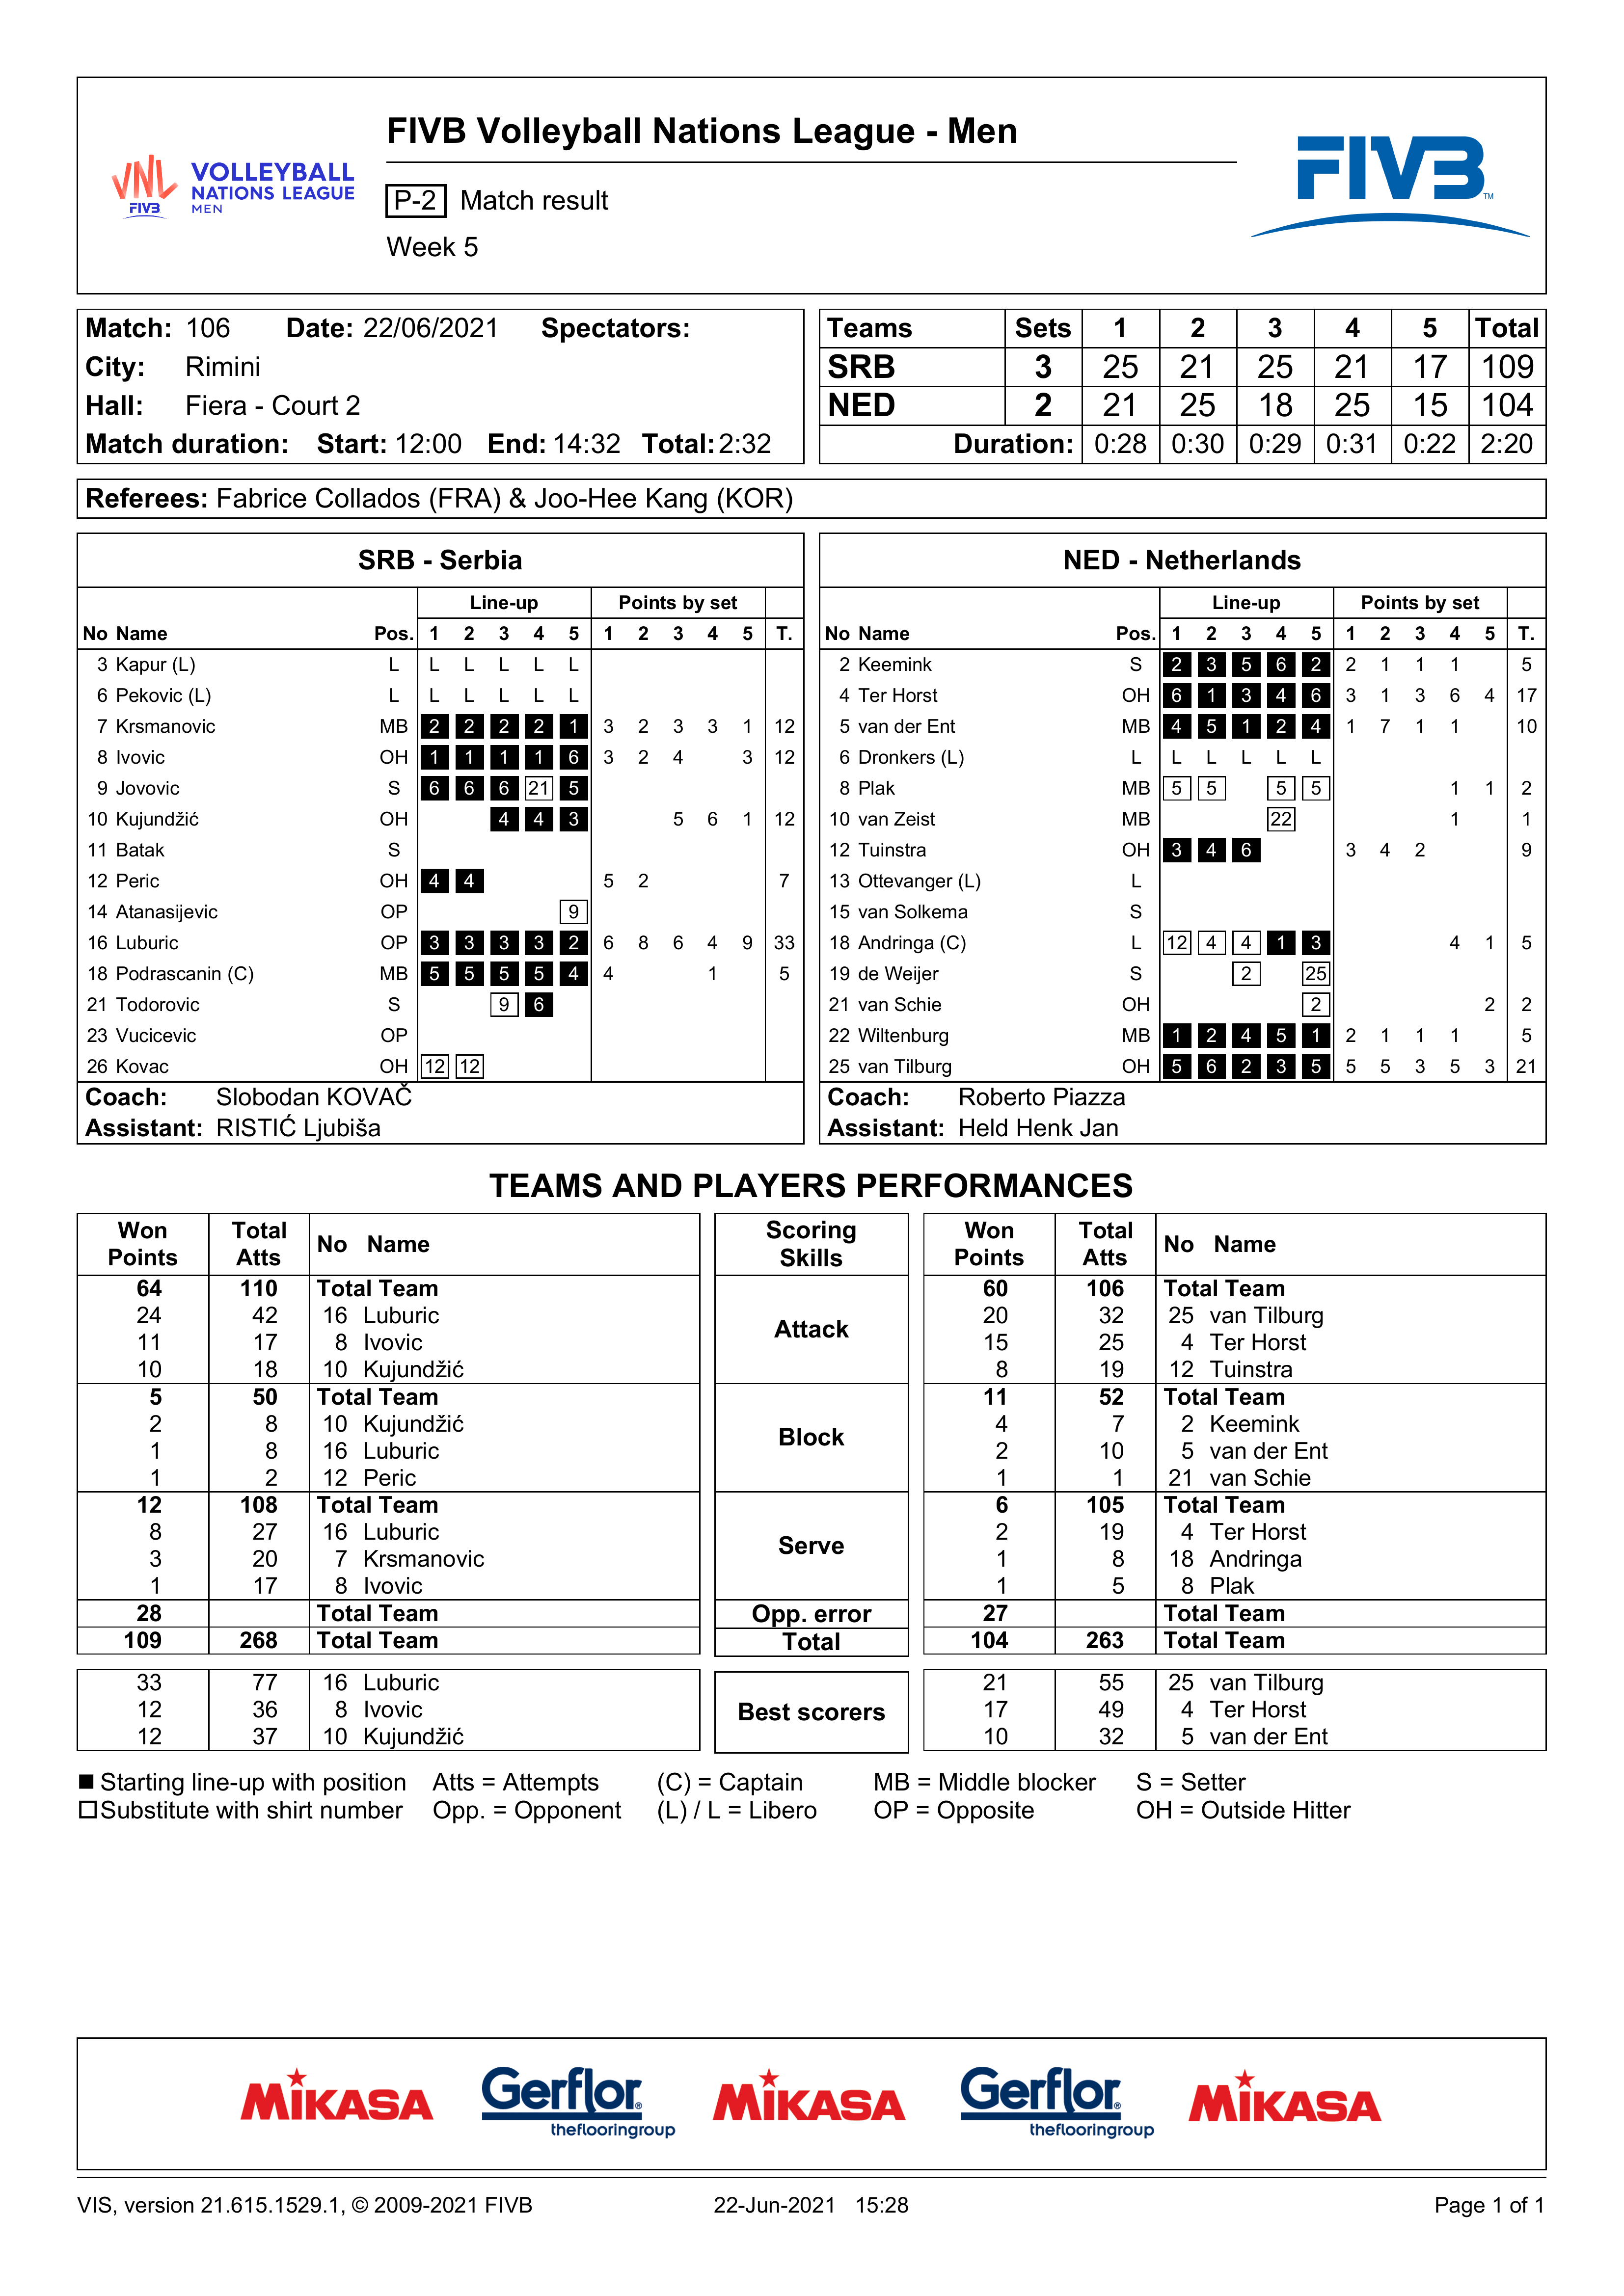 FIVB Volleyball Nations League - Men
VNL FIVB VOLLEYBALL NATIONS LEAGUE MEN
P-2 Match result
Week 5
FIVB TM
Match: 106 Date: 22/06/2021 Spectators:
City: Rimini
Hall: Fiera - Court 2
Match duration: Start: 12:00 End: 14:32 Total: 2:32
Teams Sets 1 2 3 4 5 Total
SRB 3 25 21 25 21 17 109
NED 2 21 25 18 25 15 104
Duration: 0:28 0:30 0:29 0:31 0:22 2:20
Referees: Fabrice Collados (FRA) & Joo-Hee Kang (KOR)
SRB - Serbia
Line-up Points by set
No Name Pos. 1 2 3 4 5 1 2 3 4 5 T.
3 Kapur (L) L L L L L L
6 Pekovic (L) L L L L L L
7 Krsmanovic MB 2 2 2 2 1 3 2 3 3 1 12
8 Ivovic OH 1 1 1 1 6 3 2 4 3 12
9 Jovovic S 6 6 6 21 5
10 Kujundžić OH 4 4 3 5 6 1 12
11 Batak S
12 Peric OH 4 4 5 2 7
14 Atanasijevic OP 9
16 Luburic OP 3 3 3 3 2 6 8 6 4 9 33
18 Podrascanin (C) MB 5 5 5 5 4 4 1 5
21 Todorovic S 9 6
23 Vucicevic OP
26 Kovac OH 12 12
Coach: Slobodan KOVAČ
Assistant: RISTIĆ Ljubiša
NED - Netherlands
Line-up Points by set
No Name Pos. 1 2 3 4 5 1 2 3 4 5 T.
2 Keemink S 2 3 5 6 2 2 1 1 1 5
4 Ter Horst OH 6 1 3 4 6 3 1 3 6 4 17
5 van der Ent MB 4 5 1 2 4 1 7 1 1 10
6 Dronkers (L) L L L L L L
8 Plak MB 5 5 5 5 1 1 2
10 van Zeist MB 22 1 1
12 Tuinstra OH 3 4 6 3 4 2 9
13 Ottevanger (L) L
15 van Solkema S
18 Andringa (C) L 12 4 4 1 3 4 1 5
19 de Weijer S 2 25
21 van Schie OH 2 2 2
22 Wiltenburg MB 1 2 4 5 1 2 1 1 1 5
25 van Tilburg OH 5 6 2 3 5 5 5 3 5 3 21
Coach: Roberto Piazza
Assistant: Held Henk Jan
TEAMS AND PLAYERS PERFORMANCES
Won Points Total Atts No Name Scoring Skills Won Points Total Atts No Name
64 110 Total Team Attack 60 106 Total Team
24 42 16 Luburic 20 32 25 van Tilburg
11 17 8 Ivovic 15 25 4 Ter Horst
10 18 10 Kujundžić 8 19 12 Tuinstra
5 50 Total Team Block 11 52 Total Team
2 8 10 Kujundžić 4 7 2 Keemink
1 8 16 Luburic 2 10 5 van der Ent
1 2 12 Peric 1 1 21 van Schie
12 108 Total Team Serve 6 105 Total Team
8 27 16 Luburic 2 19 4 Ter Horst
3 20 7 Krsmanovic 1 8 18 Andringa
1 17 8 Ivovic 1 5 8 Plak
28 Total Team Opp. error 27 Total Team
109 268 Total Team Total 104 263 Total Team
33 77 16 Luburic Best scorers 21 55 25 van Tilburg
12 36 8 Ivovic 17 49 4 Ter Horst
12 37 10 Kujundžić 10 32 5 van der Ent
Starting line-up with position Atts = Attempts (C) = Captain MB = Middle blocker S = Setter
Substitute with shirt number Opp. = Opponent (L) / L = Libero OP = Opposite OH = Outside Hitter
MIKASA Gerflor® theflooringgroup MIKASA Gerflor® theflooringgroup MIKASA
VIS, version 21.615.1529.1, © 2009-2021 FIVB 22-Jun-2021 15:28 Page 1 of 1